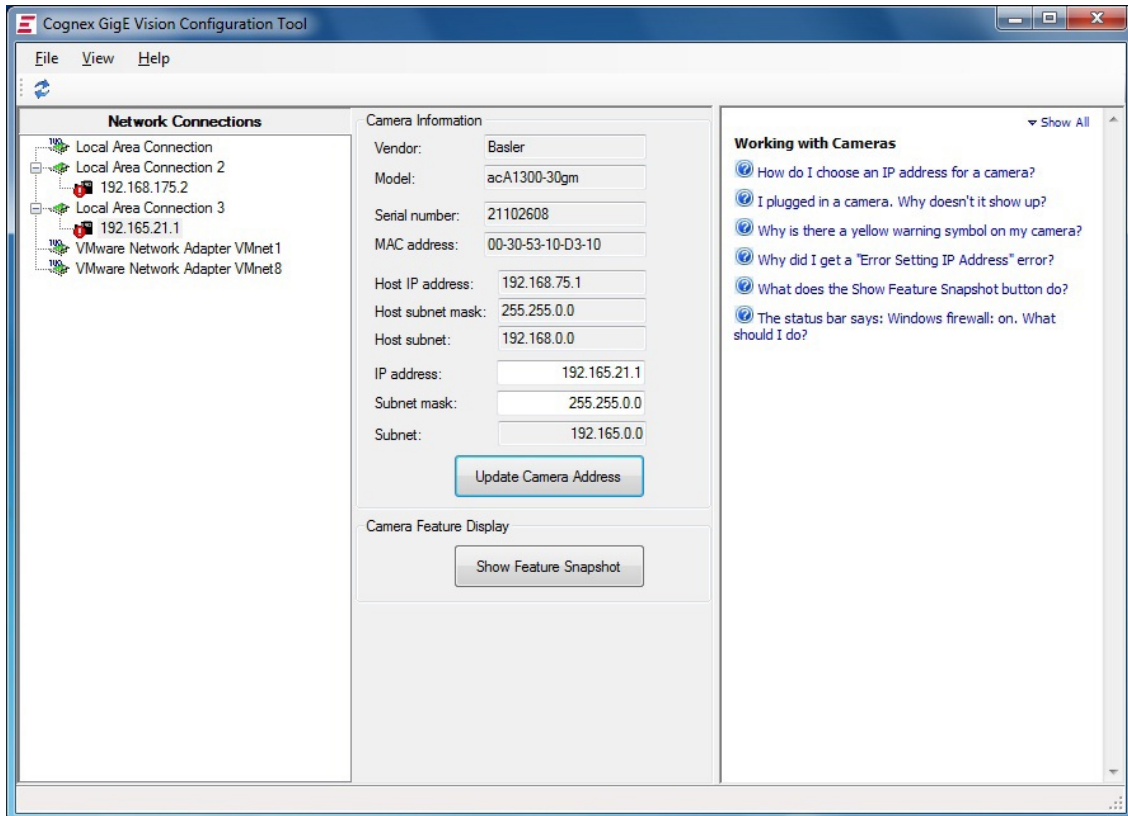 Cognex GigE Vision Configuration Tool
File View Help
Network Connections
Local Area Connection
Local Area Connection 2
192.168.175.2
Local Area Connection 3
192.165.21.1
VMware Network Adapter VMnet1
VMware Network Adapter VMnet8
Camera Information
Vendor: Basler
Model: acA1300-30gm
Serial number: 21102608
MAC address: 00-30-53-10-D3-10
Host IP address: 192.168.75.1
Host subnet mask: 255.255.0.0
Host subnet: 192.168.0.0
IP address: 192.165.21.1
Subnet mask: 255.255.0.0
Subnet: 192.165.0.0
Update Camera Address
Camera Feature Display
Show Feature Snapshot
Show All
Working with Cameras
How do I choose an IP address for a camera?
I plugged in a camera. Why doesn't it show up?
Why is there a yellow warning symbol on my camera?
Why did I get a "Error Setting IP Address" error?
What does the Show Feature Snapshot button do?
The status bar says: Windows firewall: on. What
should I do?